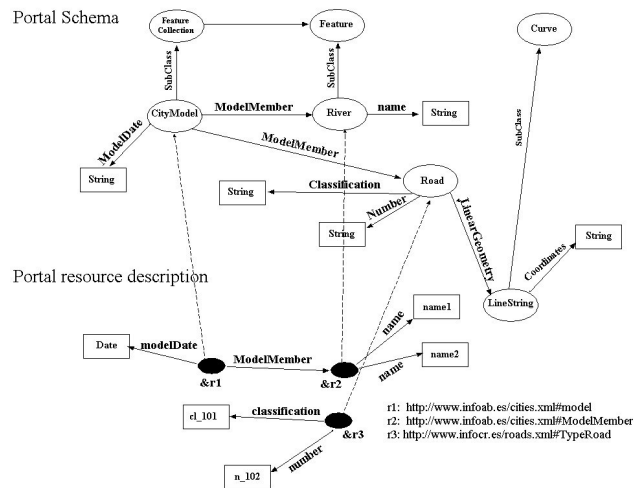 Portal Schema
Feature
Collection
Feature
Curve
SubClass
SubClass
SubClass
CityModel
ModelMember
River
name
String
ModelDate
ModelMember
String
Road
String
Classification
Number
String
LinearGeometry
String
Coordinates
LineString
Portal resource description
Date
modelDate
ModelMember
name
name1
name
name2
&r1
&r2
cl_101
classification
&r3
number
n_102
r1: http://www.infoab.es/cities.xml#model
r2: http://www.infoab.es/cities.xml#ModelMember
r3: http://www.infocr.es/roads.xml#TypeRoad